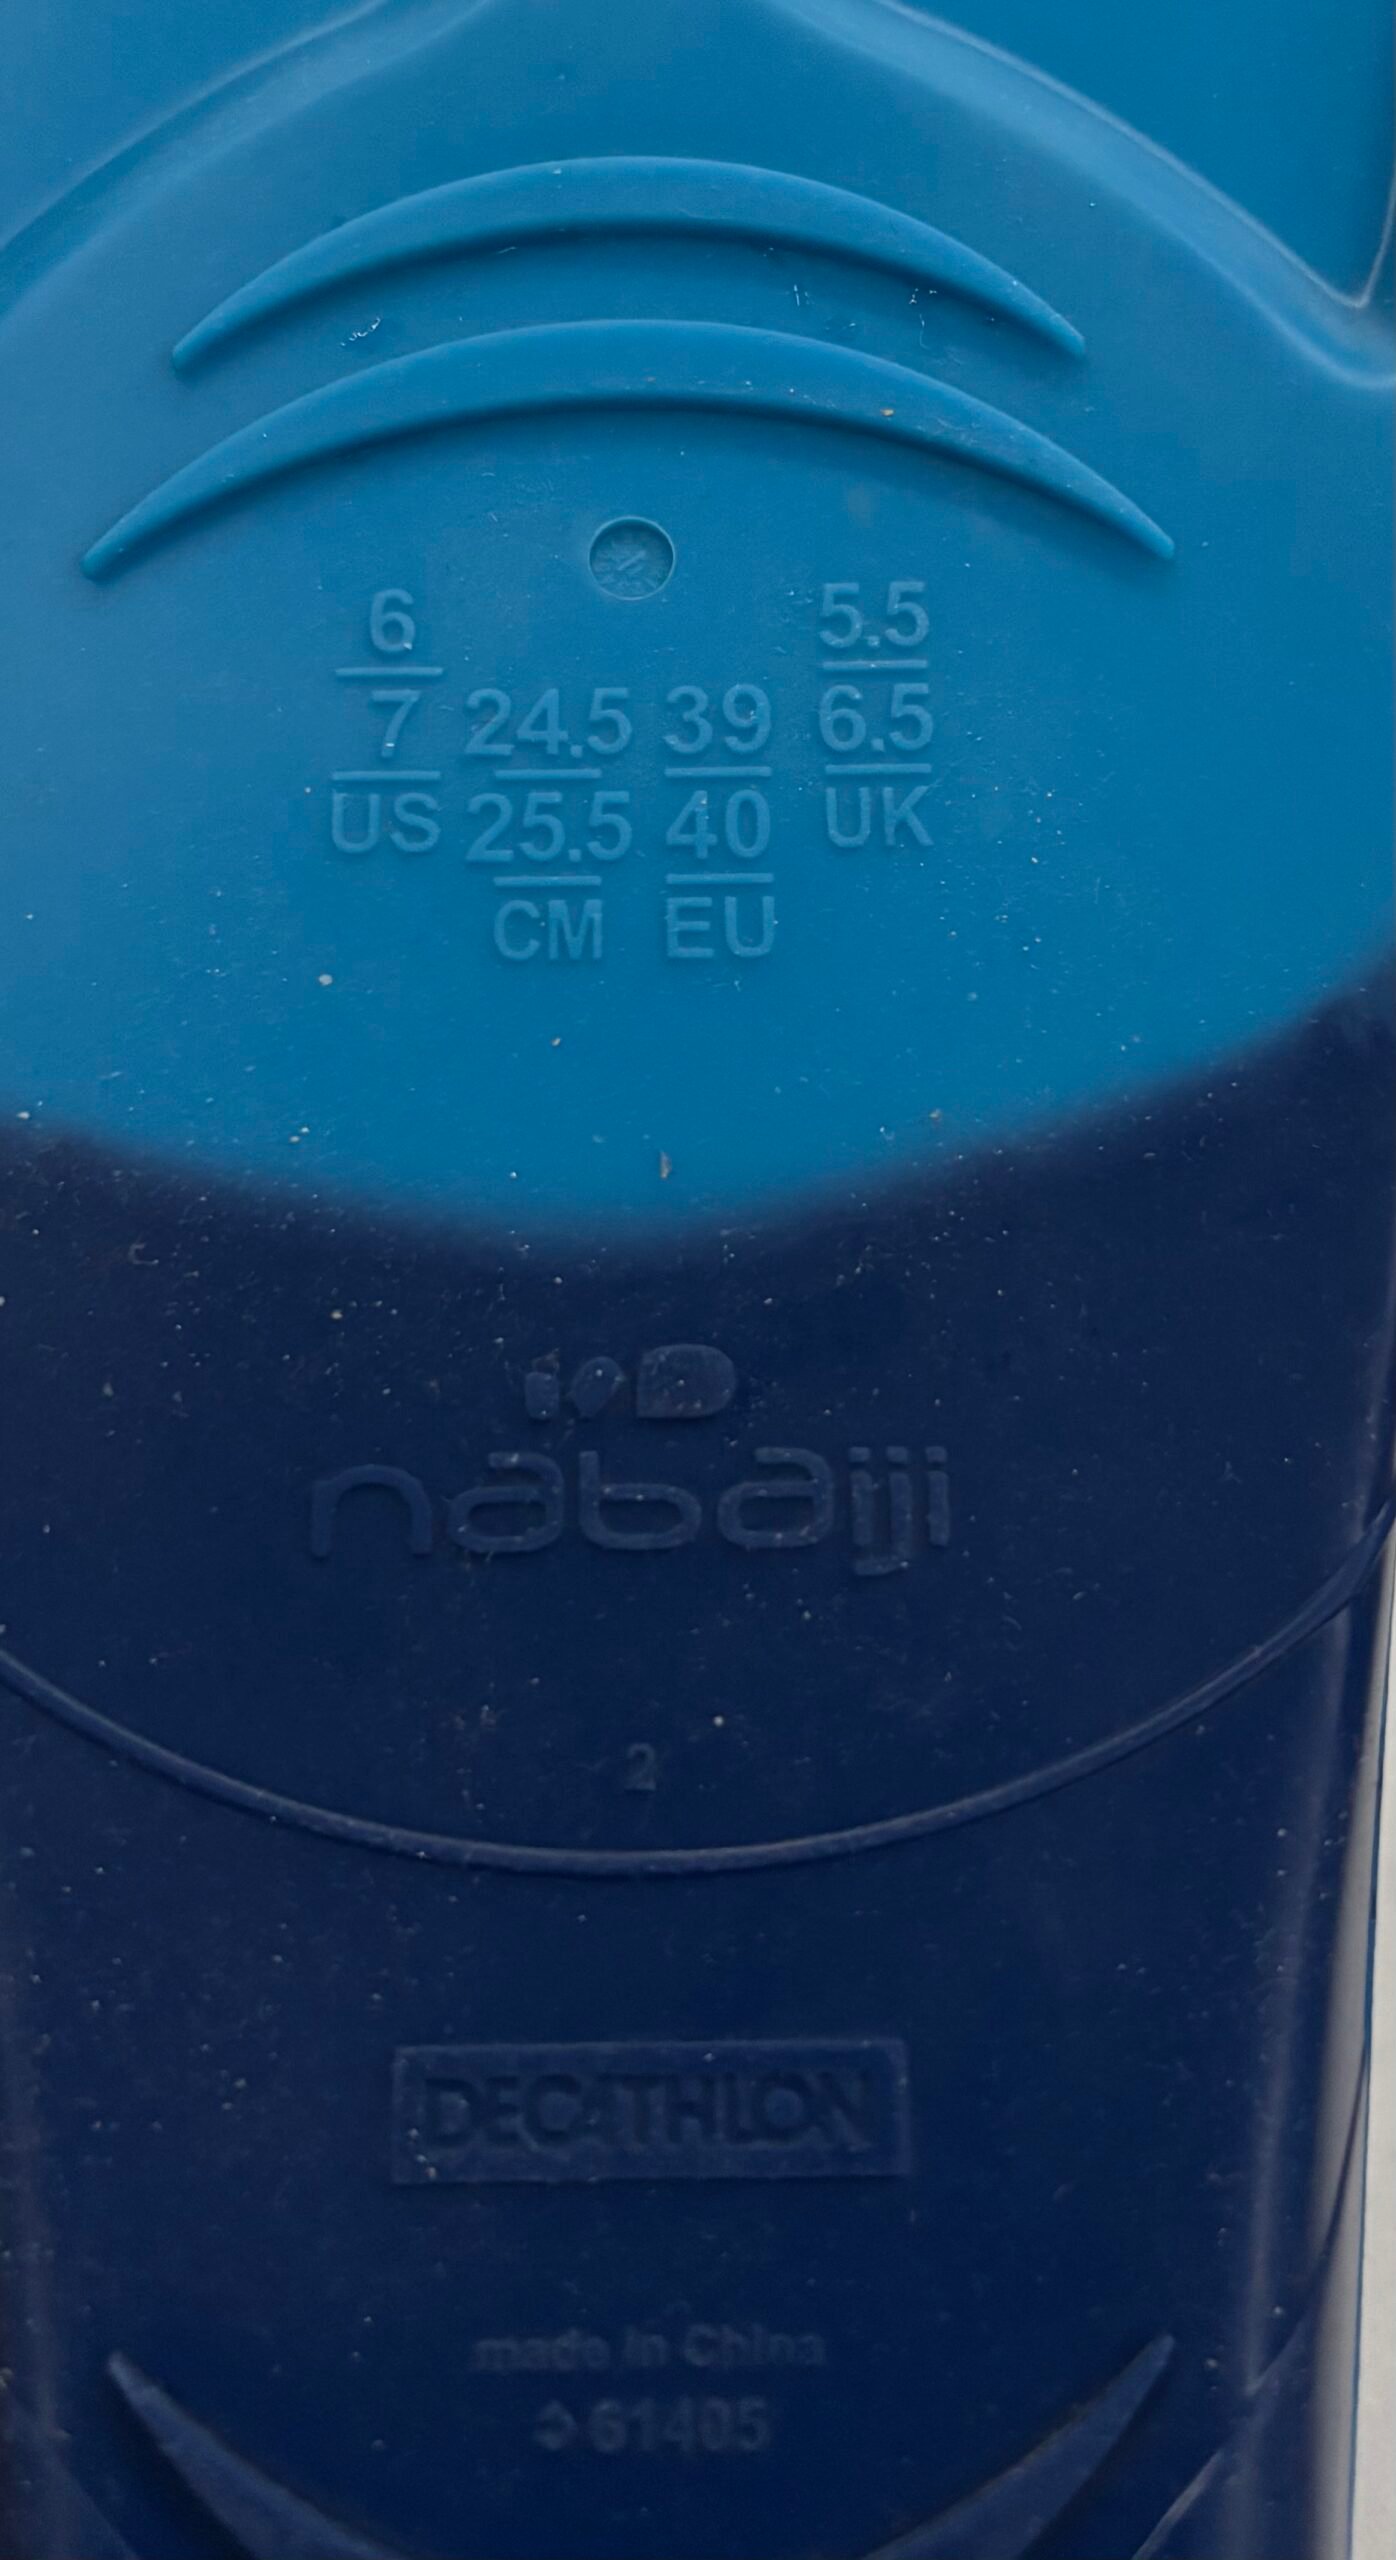 6 5.5
7 24.5 39 6.5
US 25.5 40 UK
CM EU
nabaiji
2
DECATHLON
made in China
61405